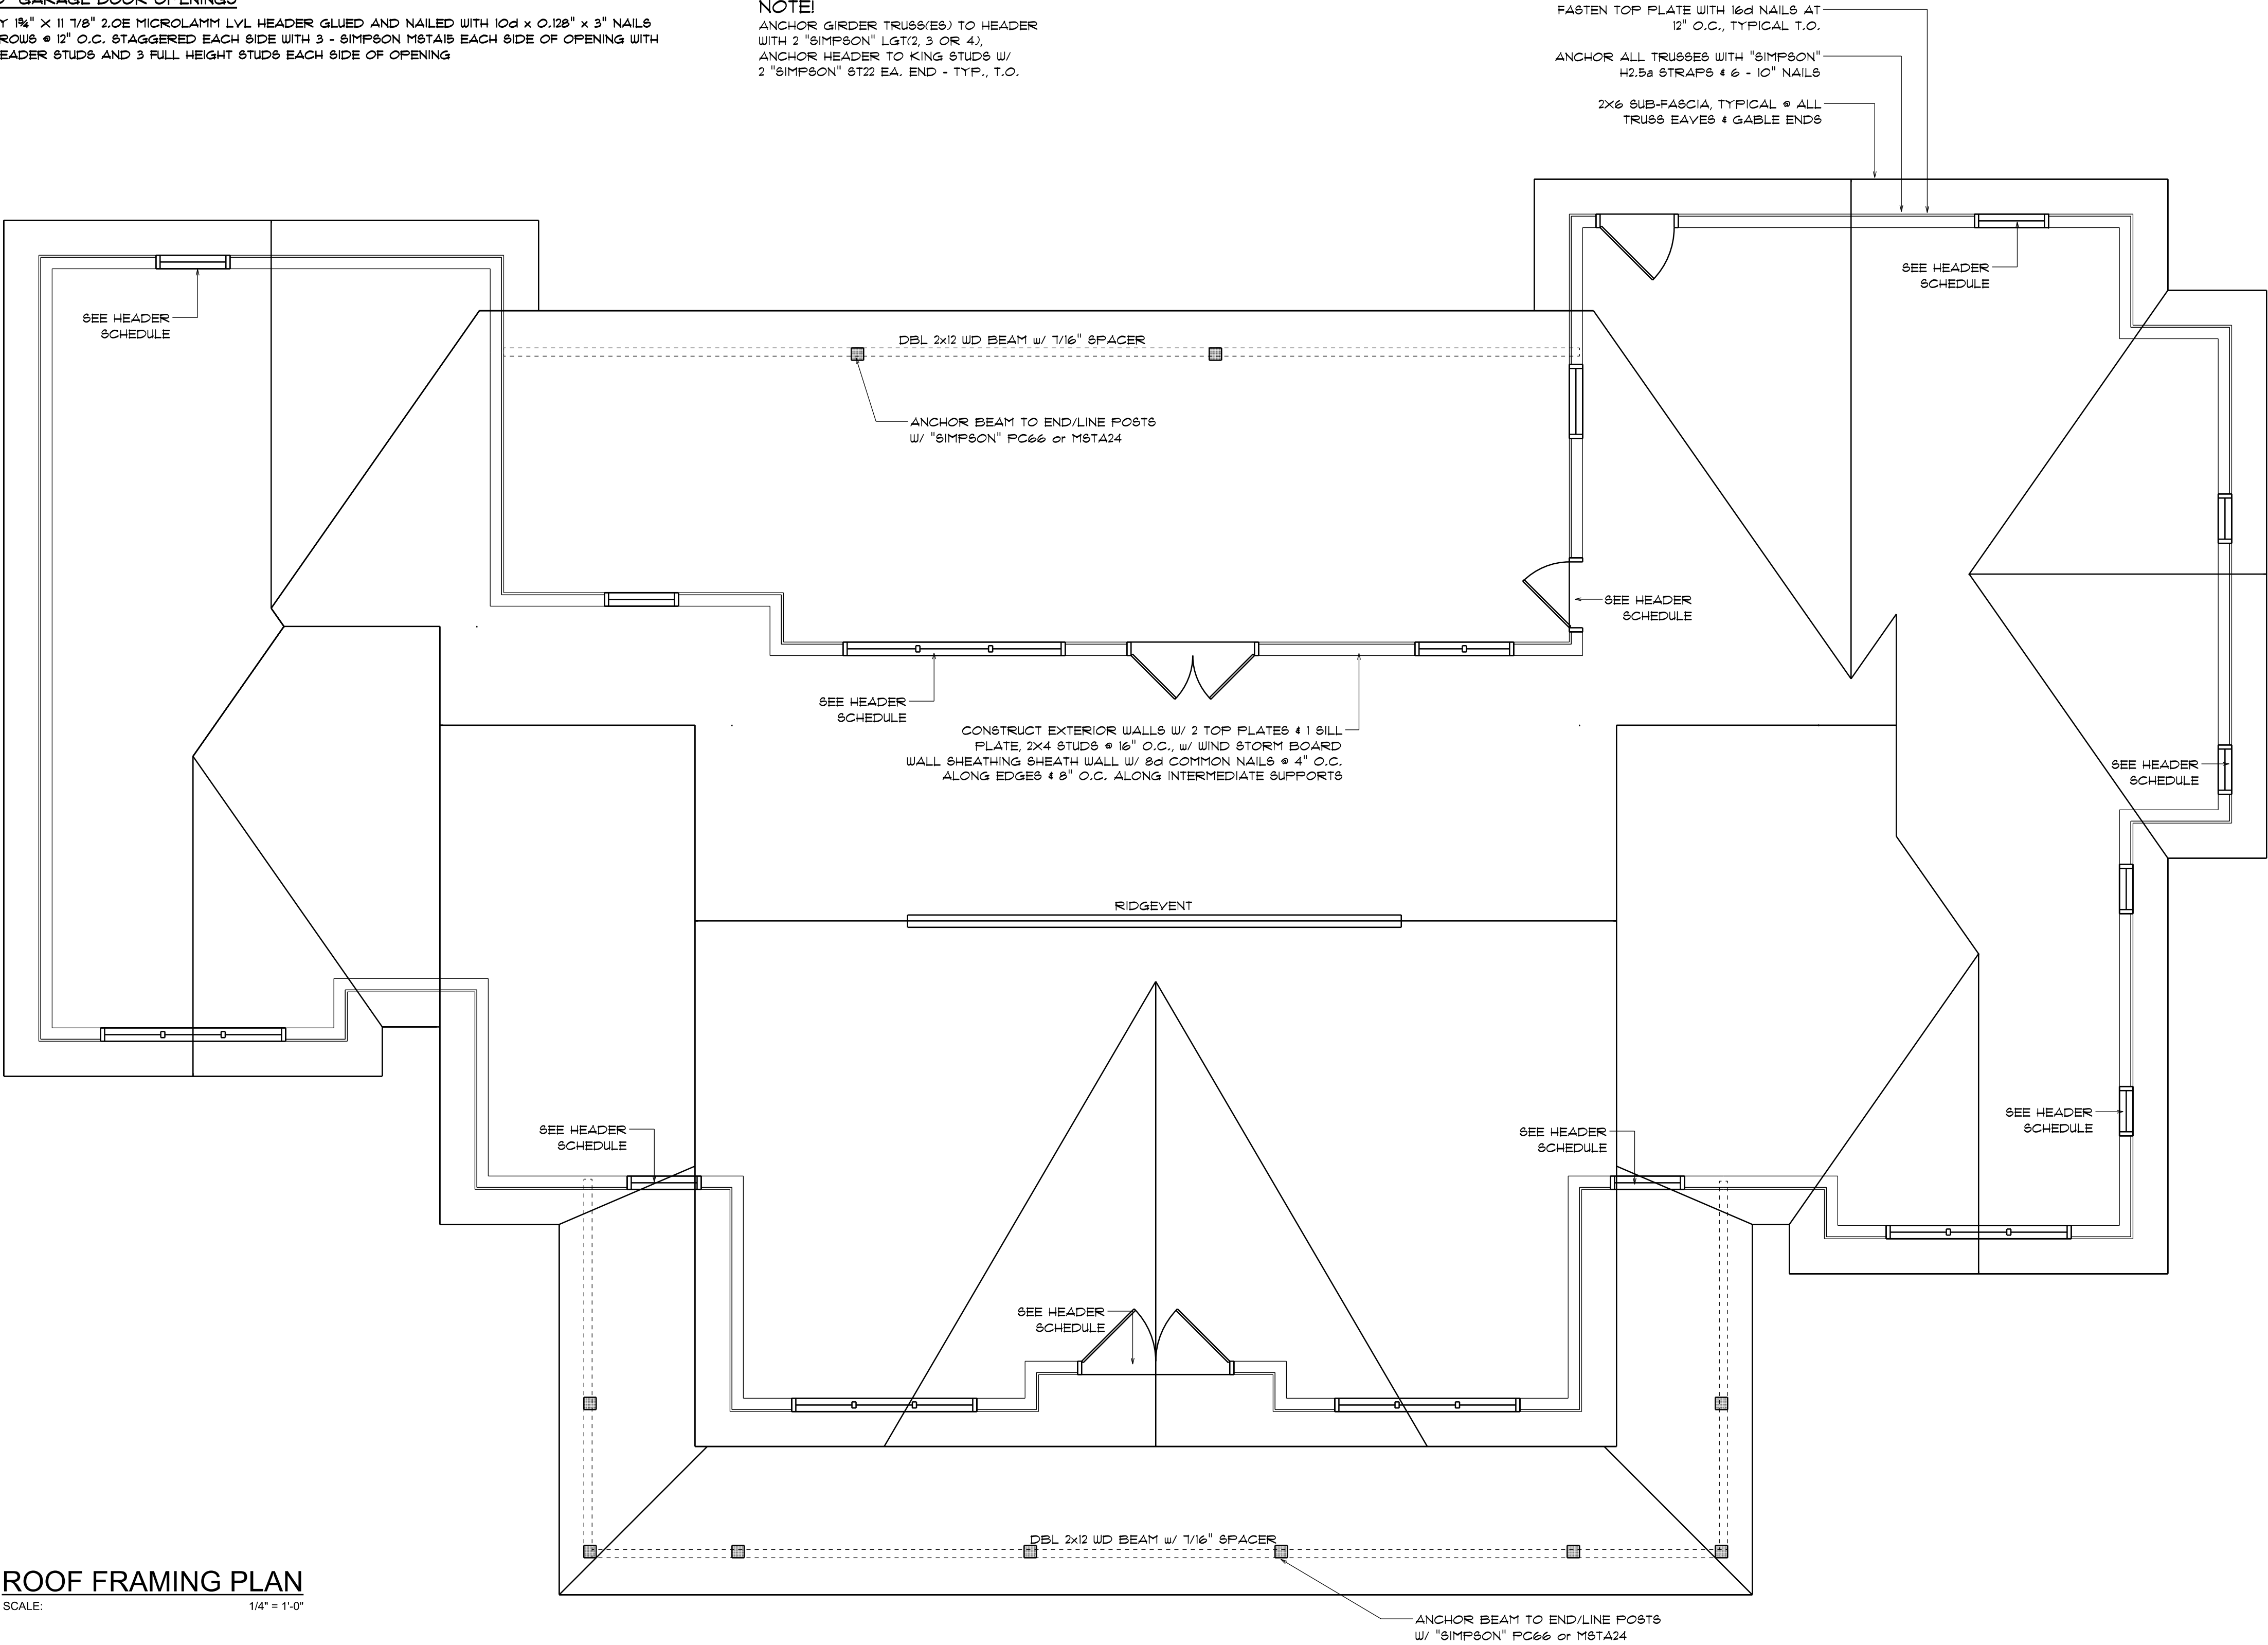 GARAGE DOOR OPENINGS
1¾" X 11 7/8" 2.0E MICROLAMM LVL HEADER GLUED AND NAILED WITH 10d x 0.128" x 3" NAILS
ROWS @ 12" O.C. STAGGERED EACH SIDE WITH 3 - SIMPSON MSTA15 EACH SIDE OF OPENING WITH
EADER STUDS AND 3 FULL HEIGHT STUDS EACH SIDE OF OPENING
NOTE!
ANCHOR GIRDER TRUSS(ES) TO HEADER
WITH 2 "SIMPSON" LGT(2, 3 OR 4),
ANCHOR HEADER TO KING STUDS W/
2 "SIMPSON" ST22 EA. END - TYP., T.O.
FASTEN TOP PLATE WITH 16d NAILS AT
12" O.C., TYPICAL T.O.
ANCHOR ALL TRUSSES WITH "SIMPSON"
H2.5a STRAPS & 6 - 10" NAILS
2X6 SUB-FASCIA, TYPICAL @ ALL
TRUSS EAVES & GABLE ENDS
SEE HEADER
SCHEDULE
SEE HEADER
SCHEDULE
DBL 2x12 WD BEAM w/ 7/16" SPACER
ANCHOR BEAM TO END/LINE POSTS
W/ "SIMPSON" PC66 or MSTA24
SEE HEADER
SCHEDULE
SEE HEADER
SCHEDULE
CONSTRUCT EXTERIOR WALLS W/ 2 TOP PLATES & 1 SILL
PLATE, 2X4 STUDS @ 16" O.C., w/ WIND STORM BOARD
WALL SHEATHING SHEATH WALL W/ 8d COMMON NAILS @ 4" O.C.
ALONG EDGES & 8" O.C. ALONG INTERMEDIATE SUPPORTS
SEE HEADER
SCHEDULE
RIDGEVENT
SEE HEADER
SCHEDULE
SEE HEADER
SCHEDULE
SEE HEADER
SCHEDULE
SEE HEADER
SCHEDULE
DBL 2x12 WD BEAM w/ 7/16" SPACER
ROOF FRAMING PLAN
SCALE: 1/4" = 1'-0"
ANCHOR BEAM TO END/LINE POSTS
W/ "SIMPSON" PC66 or MSTA24